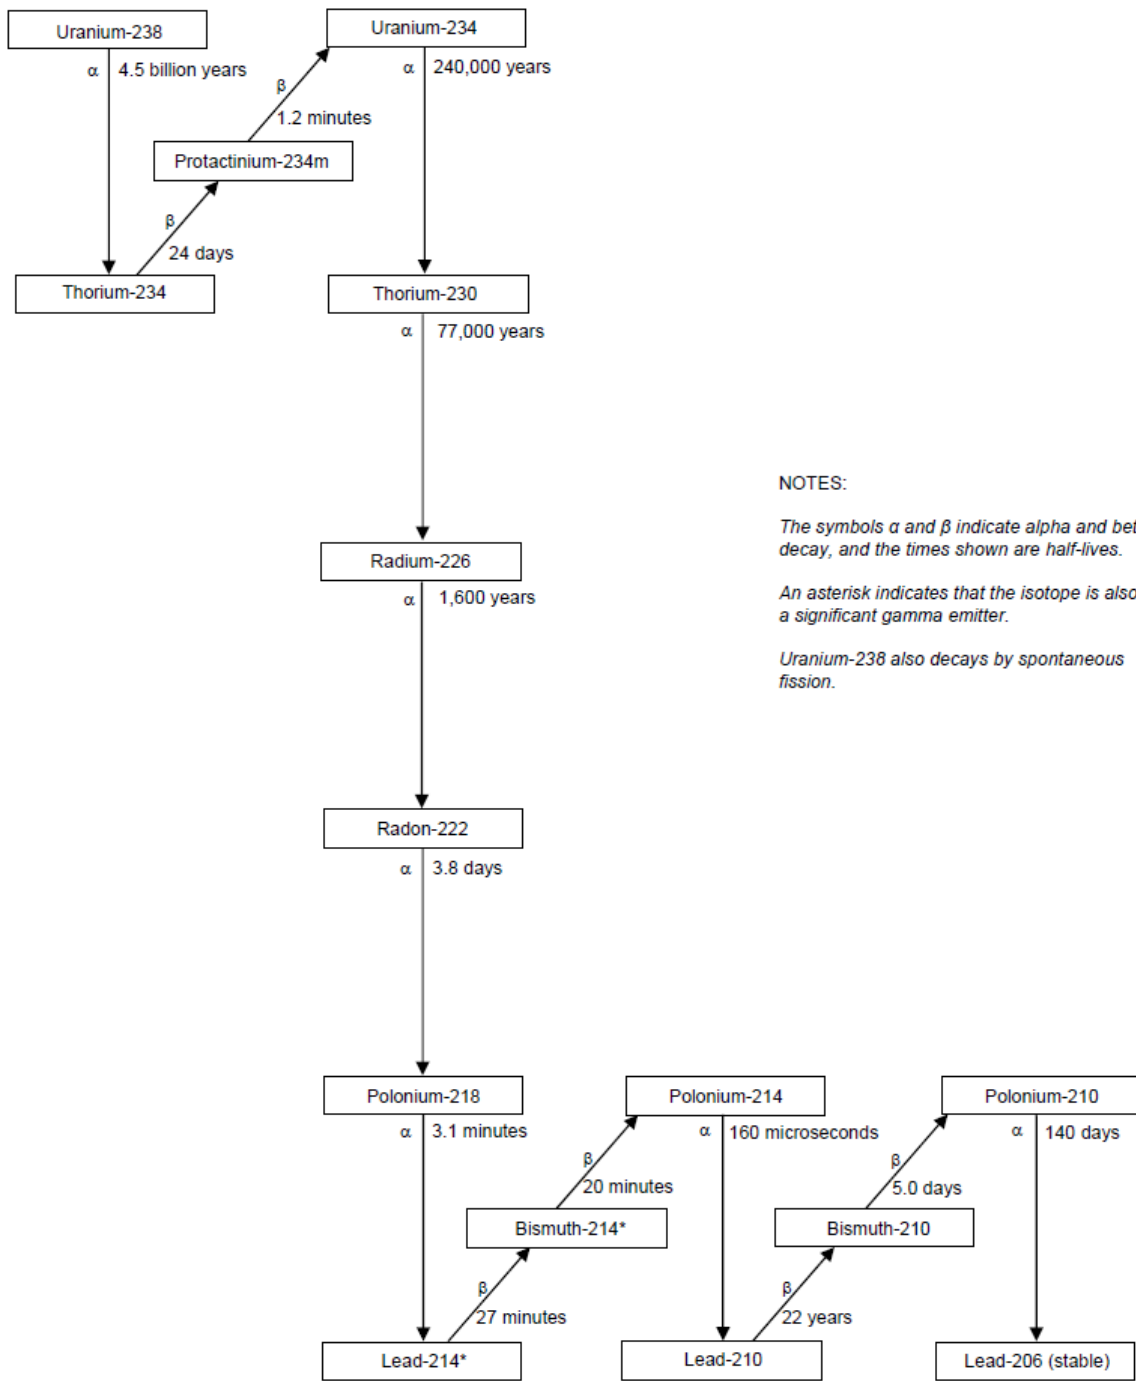 Uranium-238
Uranium-234
α 4.5 billion years
α 240,000 years
β
1.2 minutes
Protactinium-234m
β
24 days
Thorium-234
Thorium-230
α 77,000 years
NOTES:
The symbols α and β indicate alpha and bet
decay, and the times shown are half-lives.
An asterisk indicates that the isotope is also
a significant gamma emitter.
Uranium-238 also decays by spontaneous
fission.
Radium-226
α 1,600 years
Radon-222
α 3.8 days
Polonium-218
Polonium-214
Polonium-210
α 3.1 minutes
α 160 microseconds
α 140 days
β
20 minutes
β
5.0 days
Bismuth-214*
Bismuth-210
β
27 minutes
β
22 years
Lead-214*
Lead-210
Lead-206 (stable)